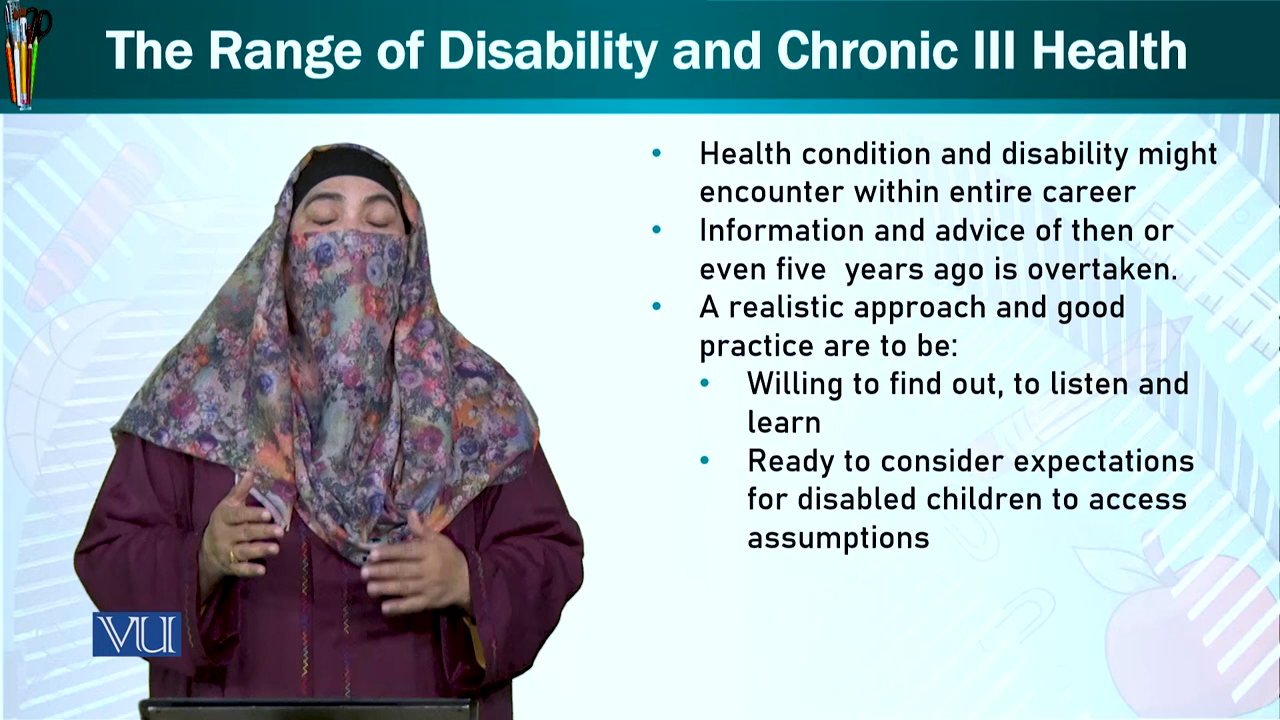 The Range of Disability and Chronic III Health
• Health condition and disability might
encounter within entire career
• Information and advice of then or
even five years ago is overtaken.
• A realistic approach and good
practice are to be:
• Willing to find out, to listen and
learn
• Ready to consider expectations
for disabled children to access
assumptions
VU